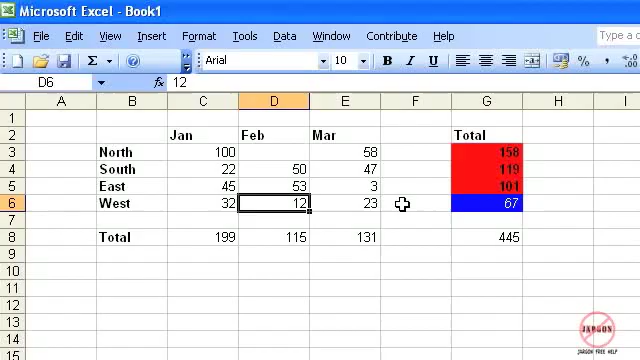 Microsoft Excel - Book1
File Edit View Insert Format Tools Data Window Contribute Help Type a
Σ Arial 10 B I U %
D6 fx 12
A B C D E F G H I
1
2 Jan Feb Mar Total
3 North 100 58 158
4 South 22 50 47 119
5 East 45 53 3 101
6 West 32 12 23 67
7
8 Total 199 115 131 445
9
10
11
12
13
14
15
JARGON
JARGON FREE HELP